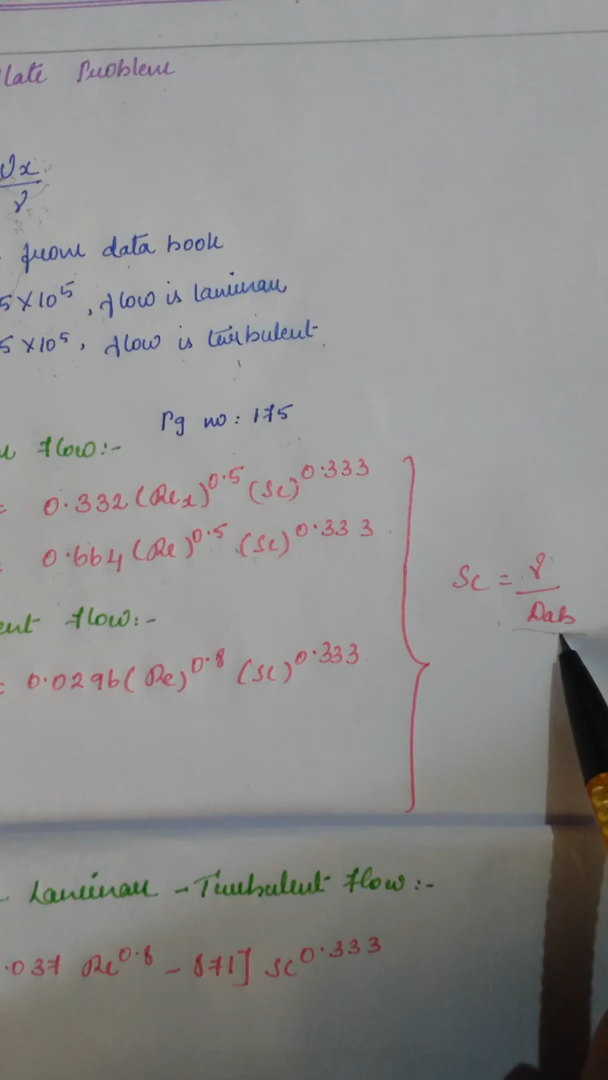 late Problem
Ux
γ
from data book
5×10⁵, flow is laminar
5×10⁵, flow is turbulent
Pg no: 175
flow:-
= 0.332 (Reₓ)^0.5 (Sc)^0.333
0.664 (Re)^0.5 (Sc)^0.333
Sc = γ / Dab
ent flow:-
= 0.0296 (Re)^0.8 (Sc)^0.333
- Laminar - Turbulent flow:-
.037 Re^0.8 - 871] Sc^0.333